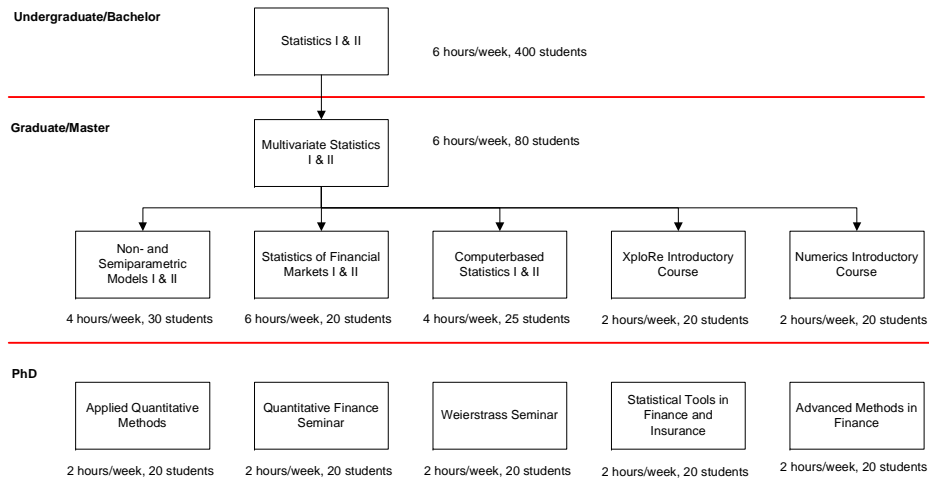 Undergraduate/Bachelor
Statistics I & II
6 hours/week, 400 students
Graduate/Master
Multivariate Statistics
I & II
6 hours/week, 80 students
Non- and
Semiparametric
Models I & II
4 hours/week, 30 students
Statistics of Financial
Markets I & II
6 hours/week, 20 students
Computerbased
Statistics I & II
4 hours/week, 25 students
XploRe Introductory
Course
2 hours/week, 20 students
Numerics Introductory
Course
2 hours/week, 20 students
PhD
Applied Quantitative
Methods
2 hours/week, 20 students
Quantitative Finance
Seminar
2 hours/week, 20 students
Weierstrass Seminar
2 hours/week, 20 students
Statistical Tools in
Finance and
Insurance
2 hours/week, 20 students
Advanced Methods in
Finance
2 hours/week, 20 students